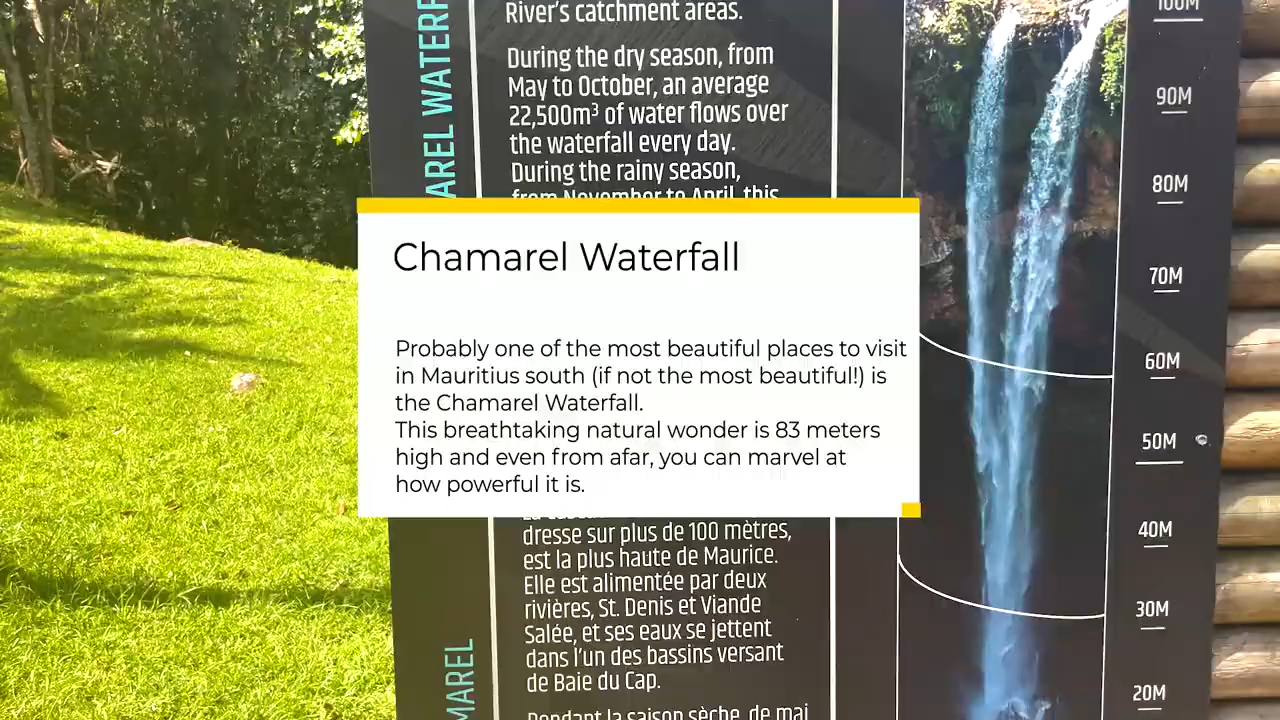 AREL WATERF
River's catchment areas.
During the dry season, from
May to October, an average
22,500m³ of water flows over
the waterfall every day.
During the rainy season,
from November to April, this
Chamarel Waterfall
Probably one of the most beautiful places to visit
in Mauritius south (if not the most beautiful!) is
the Chamarel Waterfall.
This breathtaking natural wonder is 83 meters
high and even from afar, you can marvel at
how powerful it is.
dresse sur plus de 100 mètres,
est la plus haute de Maurice.
Elle est alimentée par deux
rivières, St. Denis et Viande
Salée, et ses eaux se jettent
dans l'un des bassins versant
de Baie du Cap.
Pendant la saison sèche, de mai
MAREL
100M
90M
80M
70M
60M
50M
40M
30M
20M